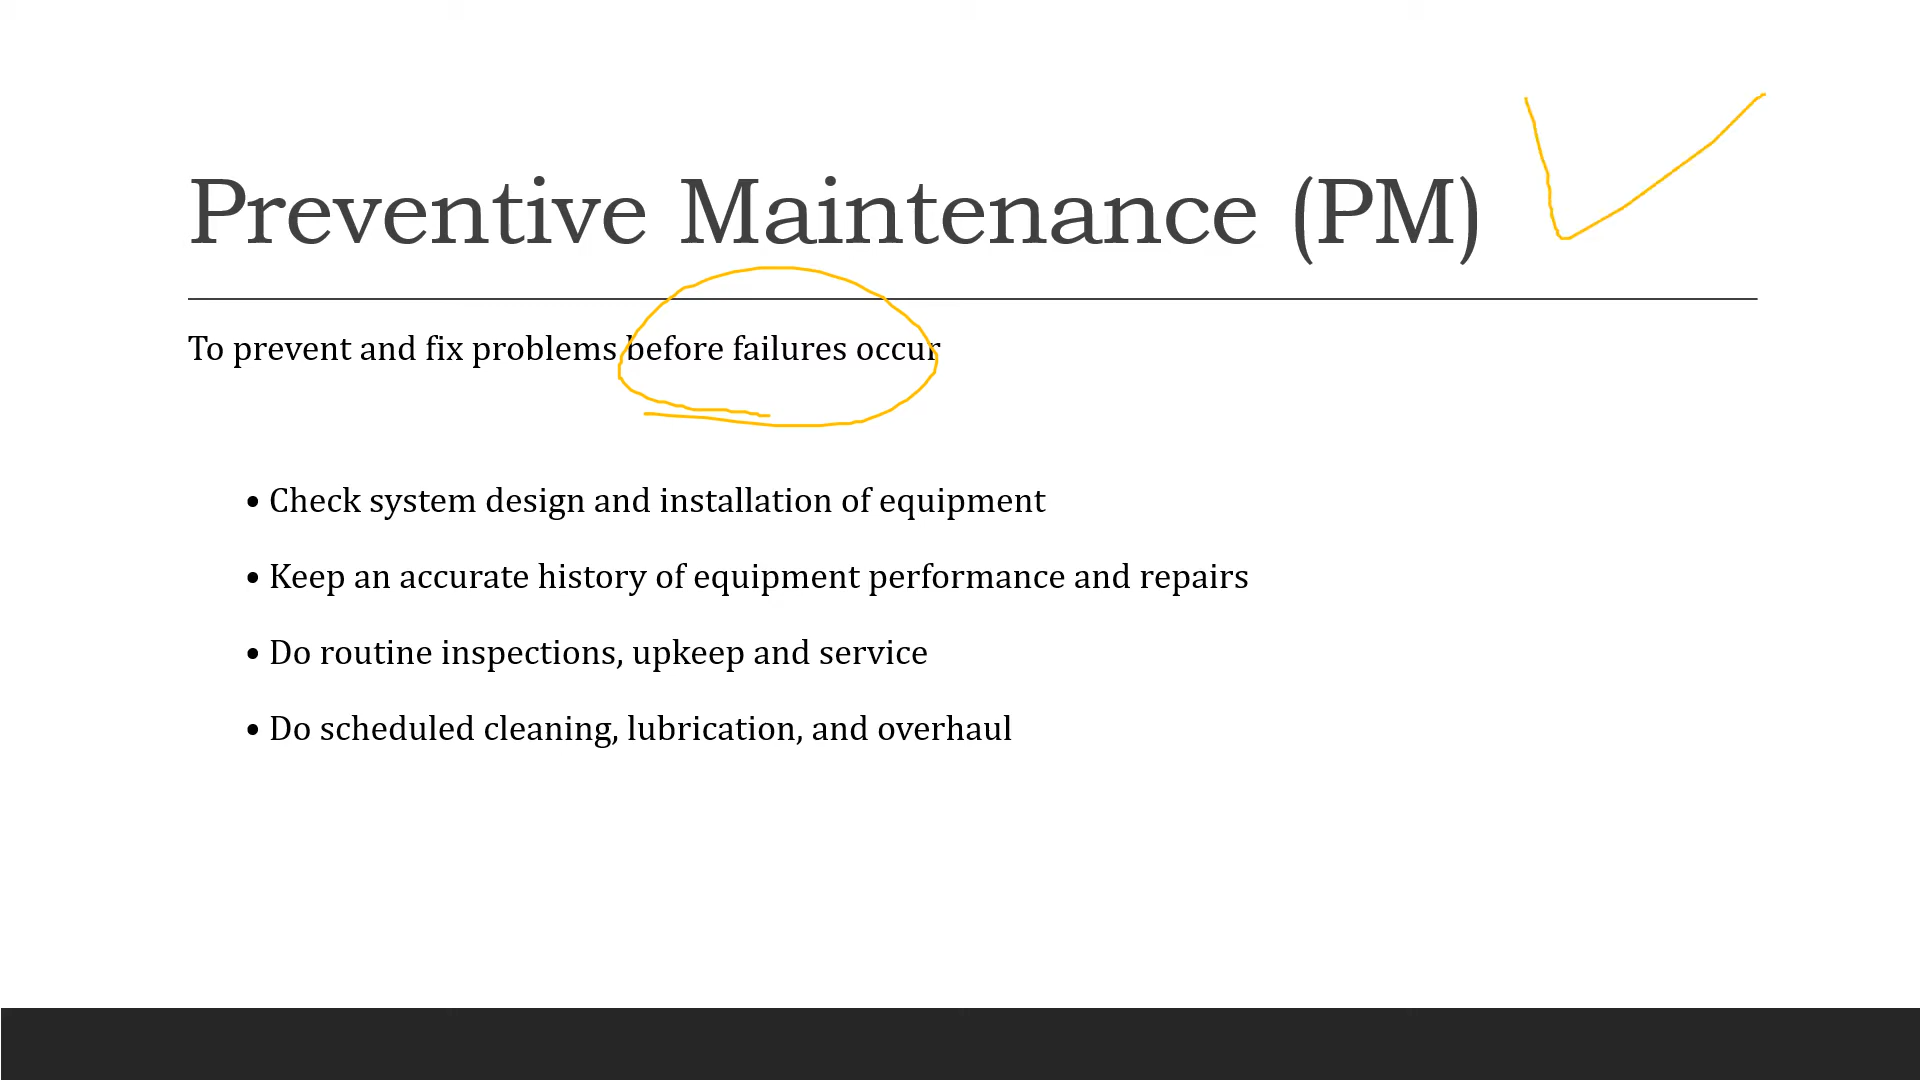 Preventive Maintenance (PM)
To prevent and fix problems before failures occur
• Check system design and installation of equipment
• Keep an accurate history of equipment performance and repairs
• Do routine inspections, upkeep and service
• Do scheduled cleaning, lubrication, and overhaul